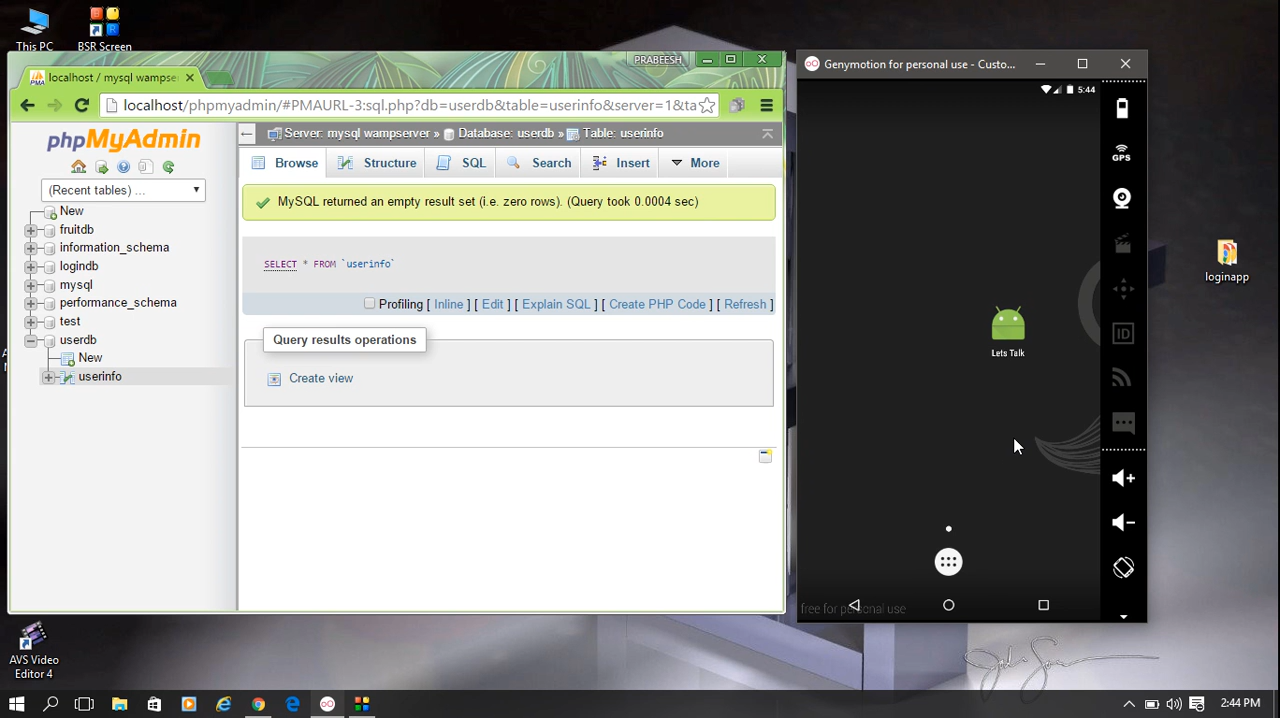 This PC
BSR Screen
PRABEESH
localhost / mysql wampser
localhost/phpmyadmin/#PMAURL-3:sql.php?db=userdb&table=userinfo&server=1&ta
phpMyAdmin
(Recent tables) ...
New
fruitdb
information_schema
logindb
mysql
performance_schema
test
userdb
New
userinfo
Server: mysql wampserver » Database: userdb » Table: userinfo
Browse Structure SQL Search Insert More
MySQL returned an empty result set (i.e. zero rows). (Query took 0.0004 sec)
SELECT * FROM `userinfo`
Profiling [ Inline ] [ Edit ] [ Explain SQL ] [ Create PHP Code ] [ Refresh ]
Query results operations
Create view
Genymotion for personal use - Custo...
5:44
GPS
ID
Lets Talk
free for personal use
loginapp
AVS Video
Editor 4
2:44 PM